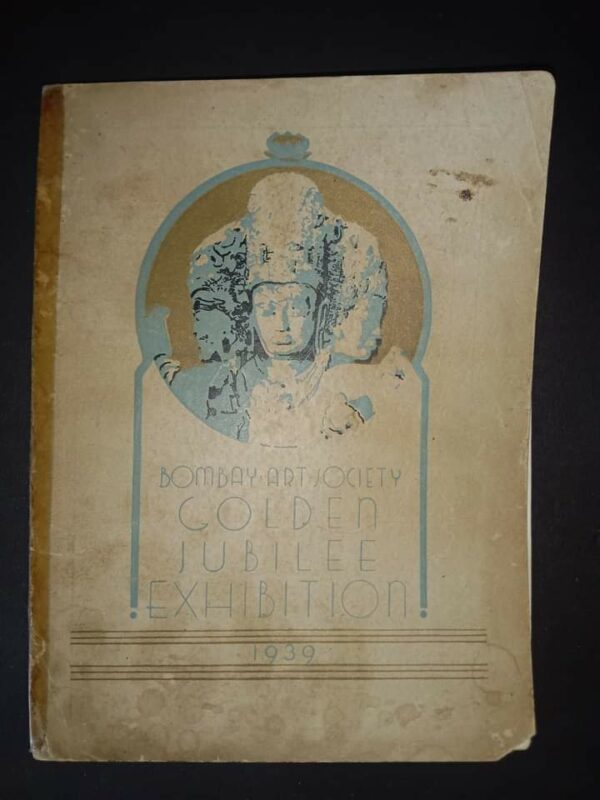 BOMBAY·ART·SOCIETY
GOLDEN
JUBILEE
EXHIBITION
1939